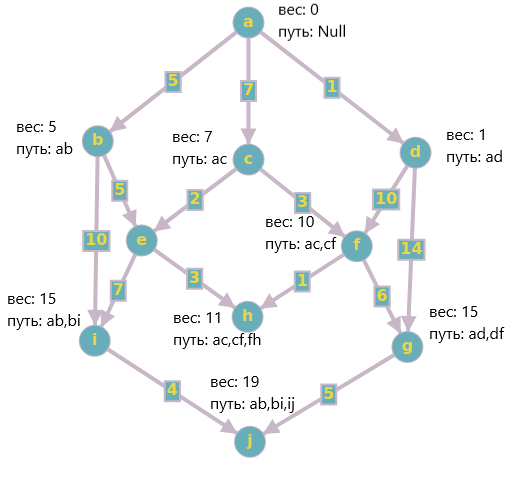 вес: 0
путь: Null
a
5
7
1
вес: 5
путь: ab
b
вес: 7
путь: ac
c
d
вес: 1
путь: ad
5
2
3
10
вес: 10
путь: ac,cf
10
e
f
14
7
3
1
6
вес: 15
путь: ab,bi
i
h
вес: 11
путь: ac,cf,fh
g
вес: 15
путь: ad,df
4
вес: 19
путь: ab,bi,ij
5
j